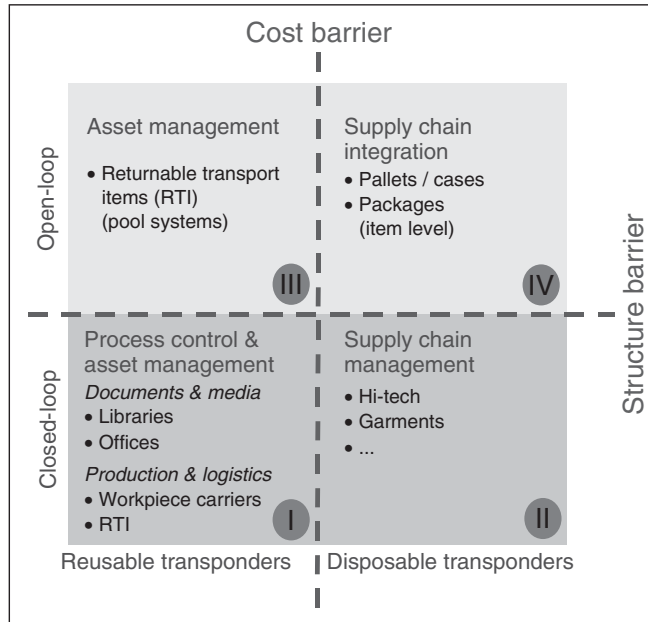 Cost barrier
Open-loop
Asset management
• Returnable transport
items (RTI)
(pool systems)
III
Supply chain
integration
• Pallets / cases
• Packages
(item level)
IV
Structure barrier
Closed-loop
Process control &
asset management
Documents & media
• Libraries
• Offices
Production & logistics
• Workpiece carriers
• RTI
I
Supply chain
management
• Hi-tech
• Garments
• ...
II
Reusable transponders
Disposable transponders